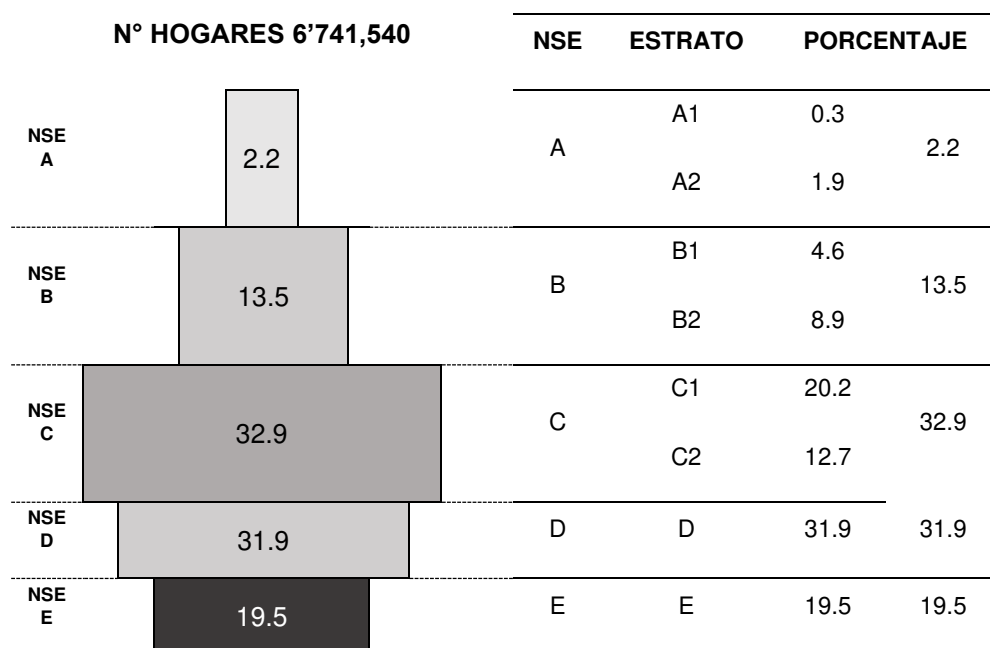 N° HOGARES 6’741,540
NSE ESTRATO PORCENTAJE
NSE
A
2.2
A
A1 0.3
2.2
A2 1.9
NSE
B
13.5
B
B1 4.6
13.5
B2 8.9
NSE
C
32.9
C
C1 20.2
32.9
C2 12.7
NSE
D
31.9
D D 31.9 31.9
NSE
E
19.5
E E 19.5 19.5